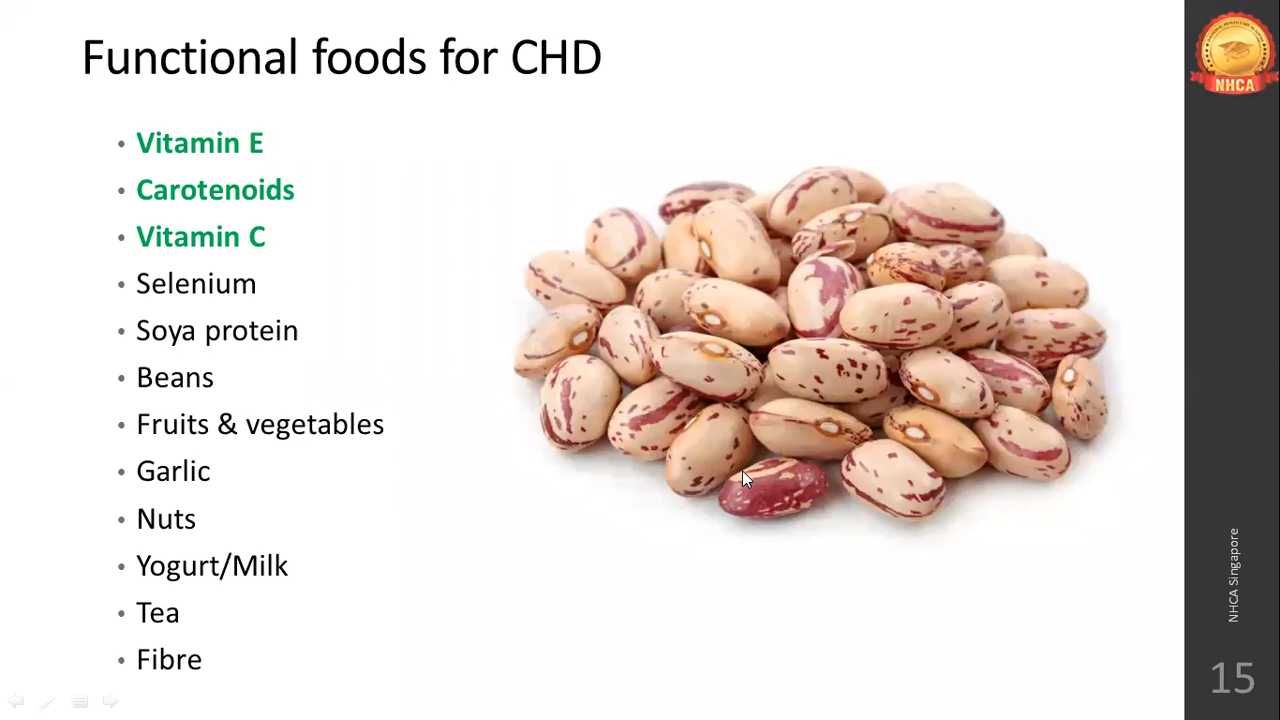 Functional foods for CHD
• Vitamin E
• Carotenoids
• Vitamin C
• Selenium
• Soya protein
• Beans
• Fruits & vegetables
• Garlic
• Nuts
• Yogurt/Milk
• Tea
• Fibre
NHCA
NHCA Singapore
15